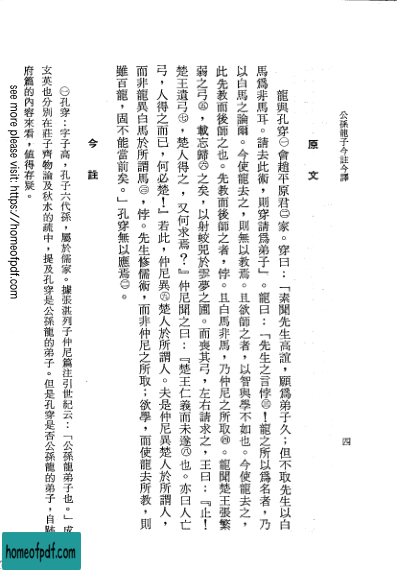 公孫龍子今註今譯
四
原文
龍與孔穿㊀會趙平原君㊁家。穿曰:「素聞先生高誼,願為弟子久;但不取先生以白
馬為非馬耳。請去此術,則穿請為弟子」。龍曰:「先生之言悖㊂!龍之所以為名者,乃
以白馬之論爾。今使龍去之,則無以教焉。且欲師之者,以智與學不如也。今使龍去之,
此先教而後師之也。先教而後師之者,悖。且白馬非馬,乃仲尼之所取㊃。龍聞楚王張繁
弱之弓㊄,載忘歸㊅之矢,以射蛟兕於雲夢之圃。而喪其弓,左右請求之,王曰:『止!
楚王遺弓㊆,楚人得之,又何求焉?』仲尼聞之曰:『楚王仁義而未遂㊇也。亦曰人亡
弓,人得之而已,何必楚!』若此,仲尼異㊈楚人於所謂人。夫是仲尼異楚人於所謂人,
而非龍異白馬於所謂馬,悖。先生修儒術,而非仲尼之所取;欲學,而使龍去所教,則
雖百龍,固不能當前矣。」孔穿無以應焉。
今註
㊀孔穿:字子高,孔子六代孫,屬於儒家。據張湛列子仲尼篇注引世紀云:「公孫龍弟子也。」成
玄英也分別在莊子齊物論及秋水的疏中,提及孔穿是公孫龍的弟子。但是孔穿是否公孫龍的弟子,自跡
府篇的內容來看,值得存疑。
see more please visit: https://homeofpdf.com
homeofpdf.com